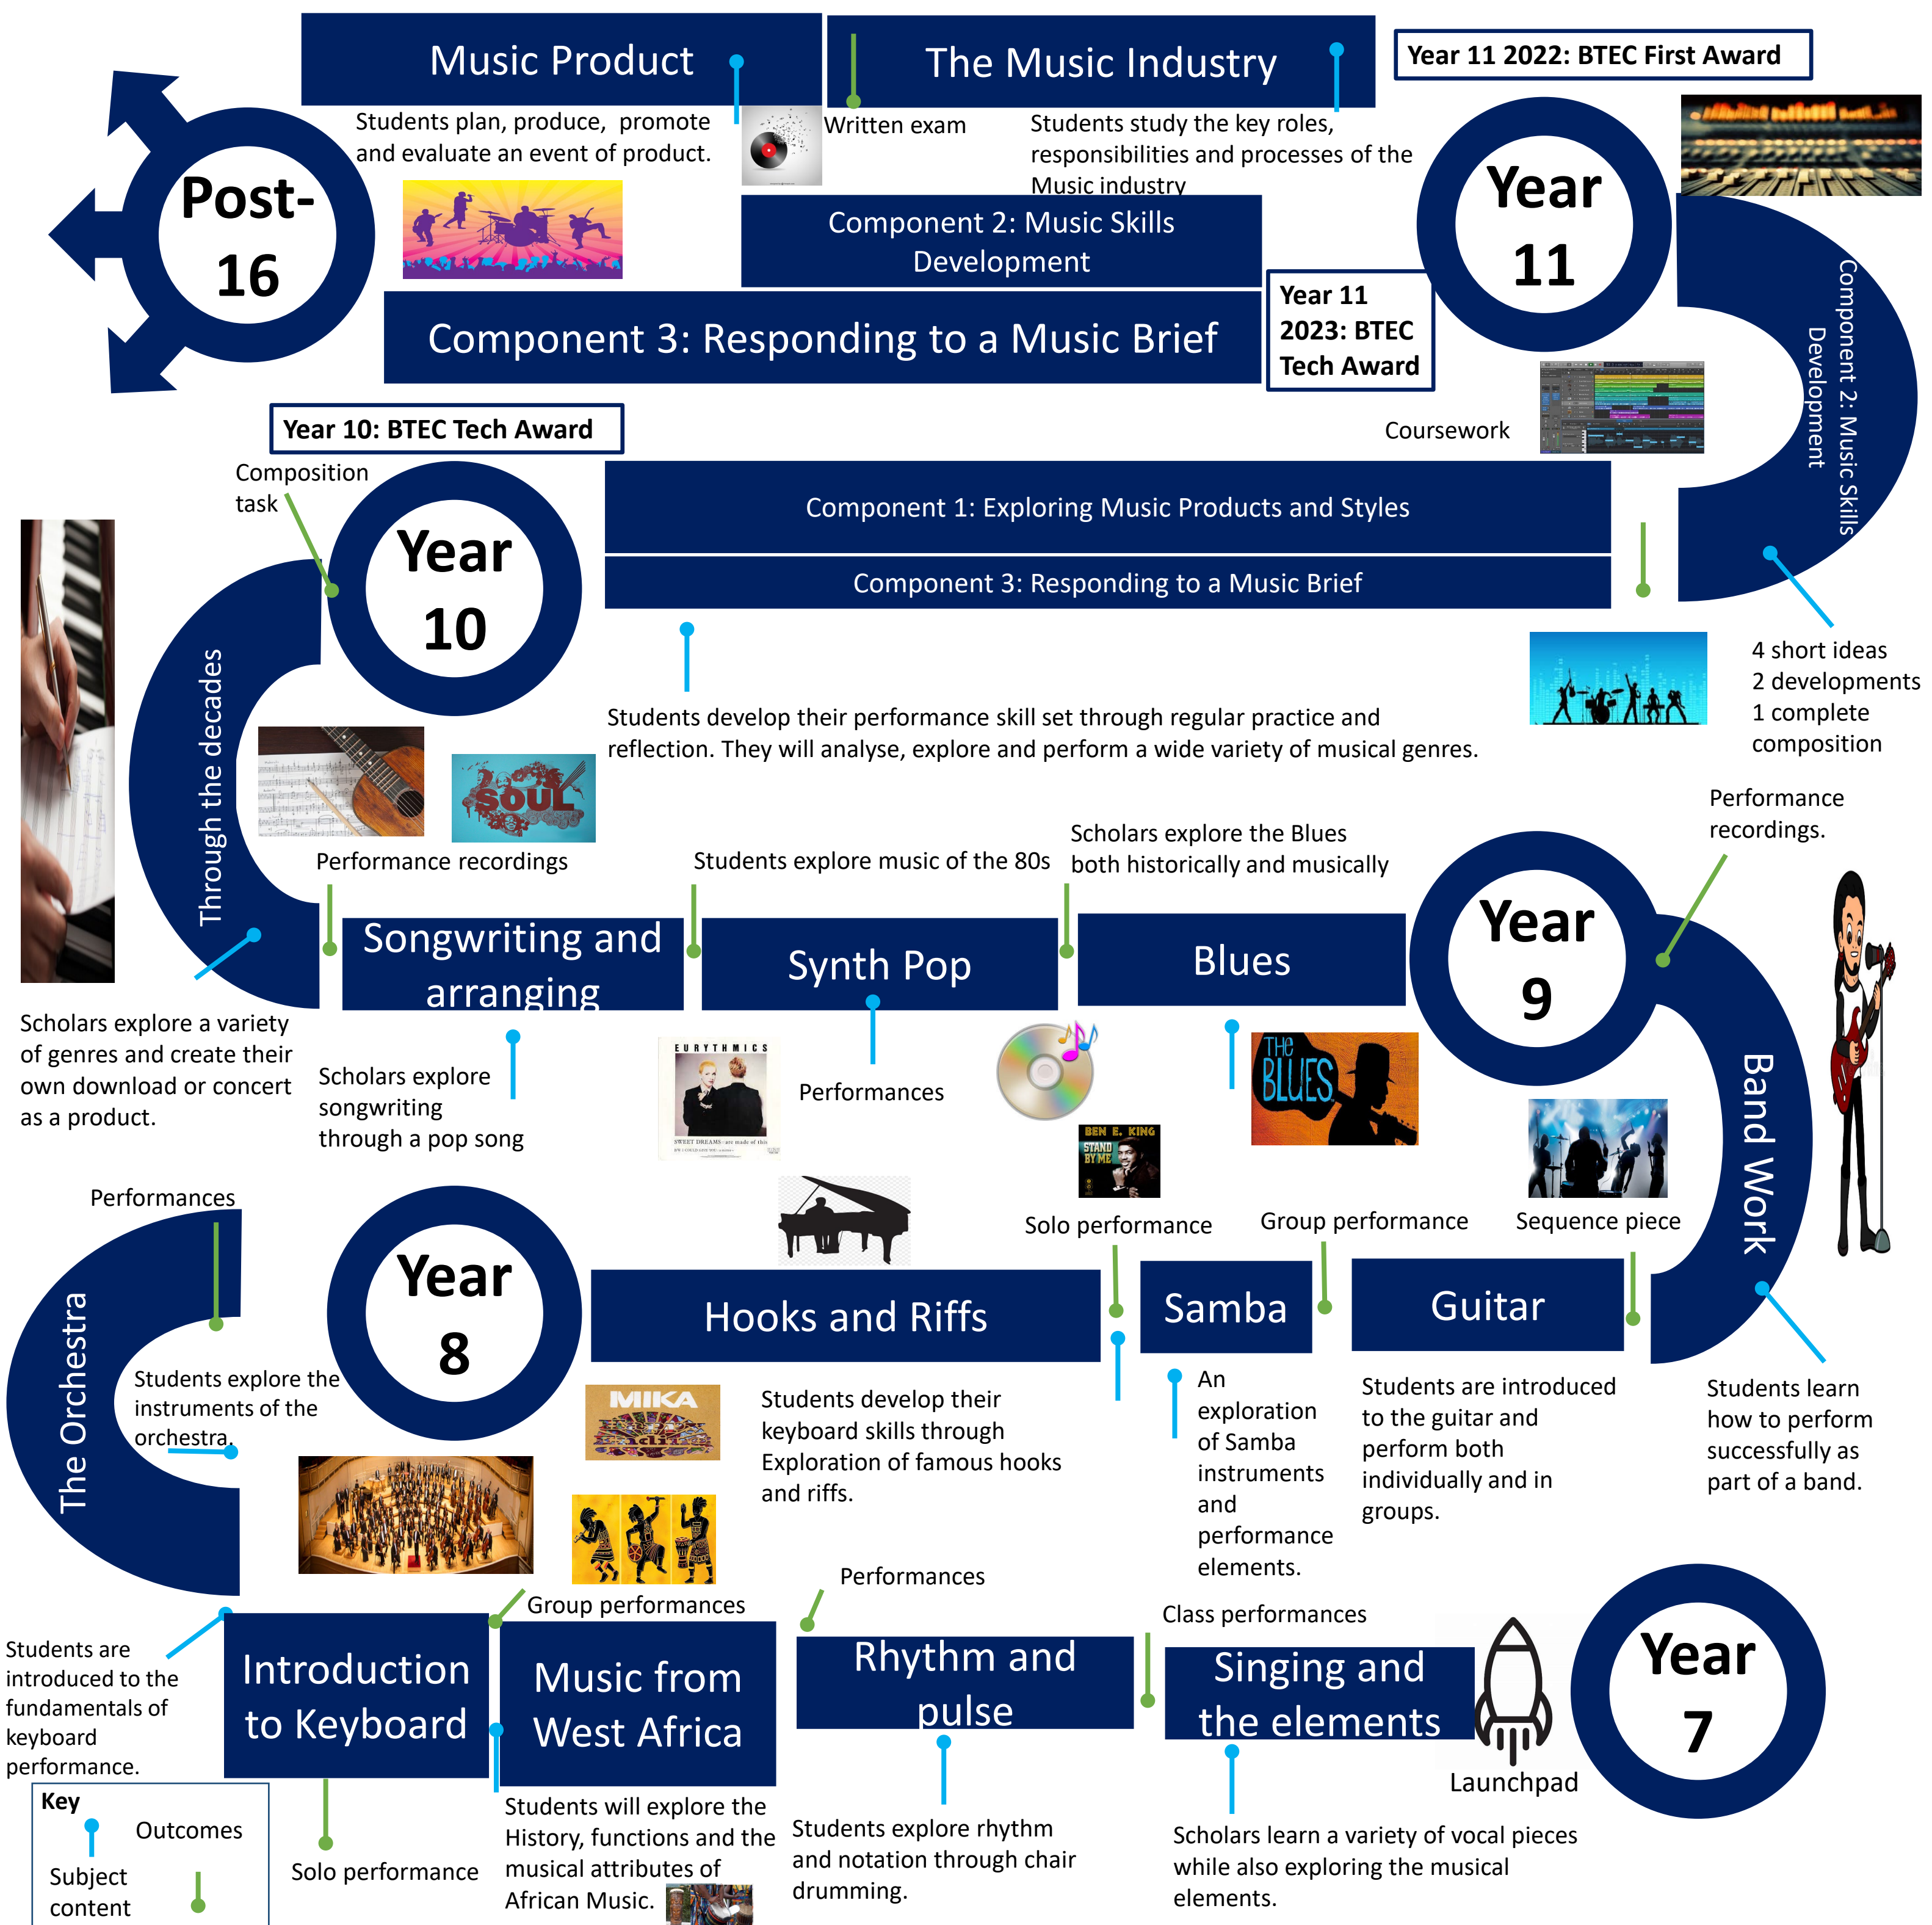 Music Product
The Music Industry
Year 11 2022: BTEC First Award
Students plan, produce, promote
and evaluate an event of product.
Written exam
Students study the key roles,
responsibilities and processes of the
Music industry
Post-
16
Year
11
Component 2: Music Skills
Development
Component 3: Responding to a Music Brief
Year 11
2023: BTEC
Tech Award
Component 2: Music Skills
Development
Year 10: BTEC Tech Award
Coursework
Composition
task
Year
10
Component 1: Exploring Music Products and Styles
Component 3: Responding to a Music Brief
4 short ideas
2 developments
1 complete
composition
Through the decades
Students develop their performance skill set through regular practice and
reflection. They will analyse, explore and perform a wide variety of musical genres.
SOUL
Performance
recordings.
Performance recordings
Students explore music of the 80s
Scholars explore the Blues
both historically and musically
Songwriting and
arranging
Synth Pop
Blues
Year
9
Scholars explore a variety
of genres and create their
own download or concert
as a product.
Scholars explore
songwriting
through a pop song
EURYTHMICS
SWEET DREAMS - are made of this
Performances
THE
BLUES
BEN E. KING
STAND
BY ME
Band Work
Performances
Year
8
Solo performance
Group performance
Sequence piece
The Orchestra
Hooks and Riffs
Samba
Guitar
Students explore the
instruments of the
orchestra.
MIKA
Students develop their
keyboard skills through
Exploration of famous hooks
and riffs.
An
exploration
of Samba
instruments
and
performance
elements.
Students are introduced
to the guitar and
perform both
individually and in
groups.
Students learn
how to perform
successfully as
part of a band.
Group performances
Performances
Class performances
Students are
introduced to the
fundamentals of
keyboard
performance.
Introduction
to Keyboard
Music from
West Africa
Rhythm and
pulse
Singing and
the elements
Year
7
Launchpad
Key
Outcomes
Subject
content
Solo performance
Students will explore the
History, functions and the
musical attributes of
African Music.
Students explore rhythm
and notation through chair
drumming.
Scholars learn a variety of vocal pieces
while also exploring the musical
elements.